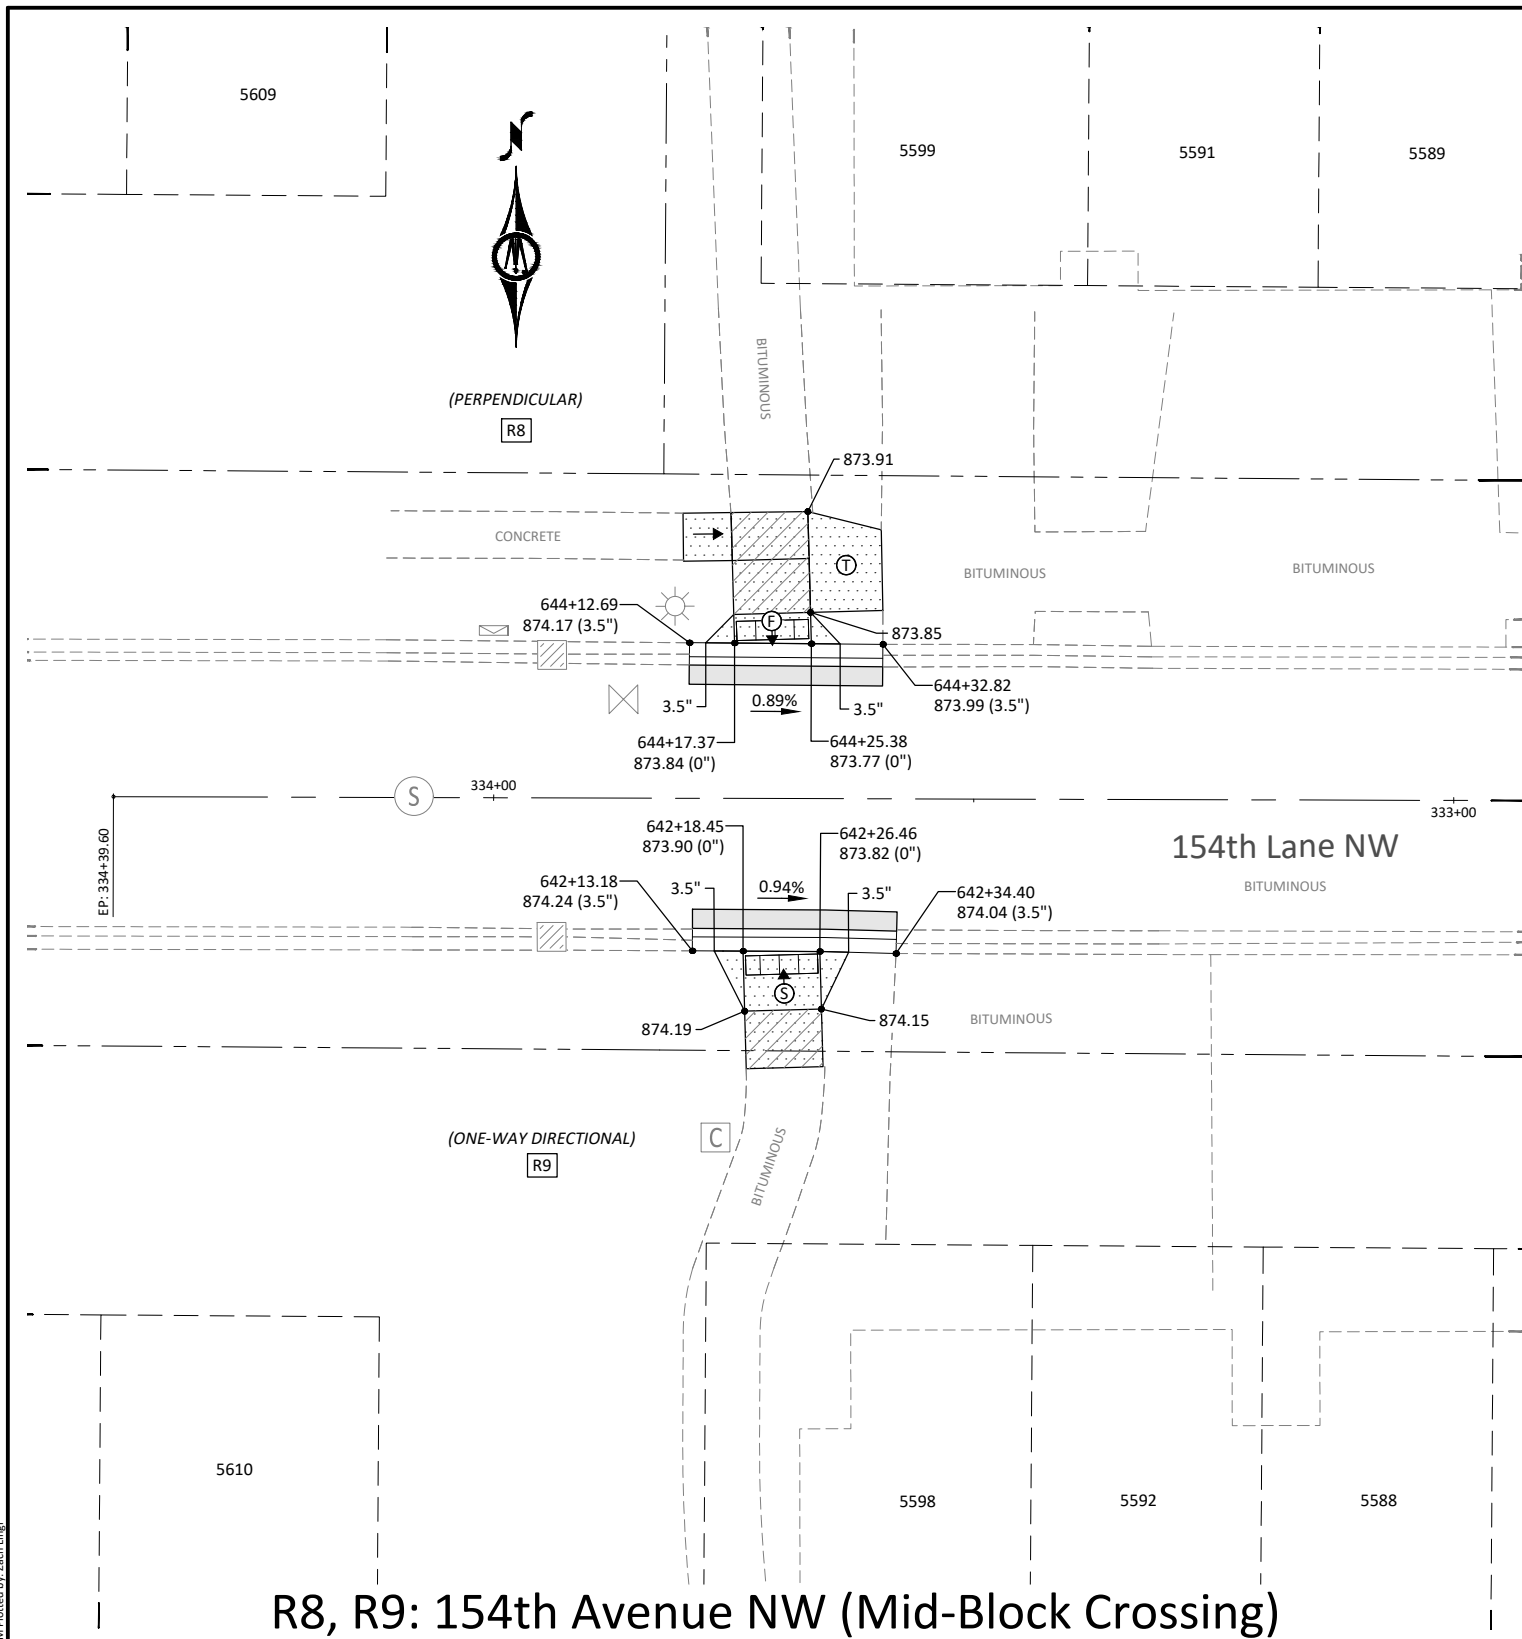 5609
5599
5591
5589
N
BITUMINOUS
(PERPENDICULAR)
R8
873.91
CONCRETE
T
BITUMINOUS
BITUMINOUS
644+12.69
874.17 (3.5")
F
873.85
644+32.82
873.99 (3.5")
3.5"
0.89%
3.5"
644+17.37
873.84 (0")
644+25.38
873.77 (0")
S
334+00
333+00
EP: 334+39.60
642+18.45
873.90 (0")
642+26.46
873.82 (0")
154th Lane NW
BITUMINOUS
642+13.18
874.24 (3.5")
3.5"
0.94%
3.5"
642+34.40
874.04 (3.5")
S
874.19
874.15
BITUMINOUS
(ONE-WAY DIRECTIONAL)
R9
C
BITUMINOUS
5610
5598
5592
5588
R8, R9: 154th Avenue NW (Mid-Block Crossing)